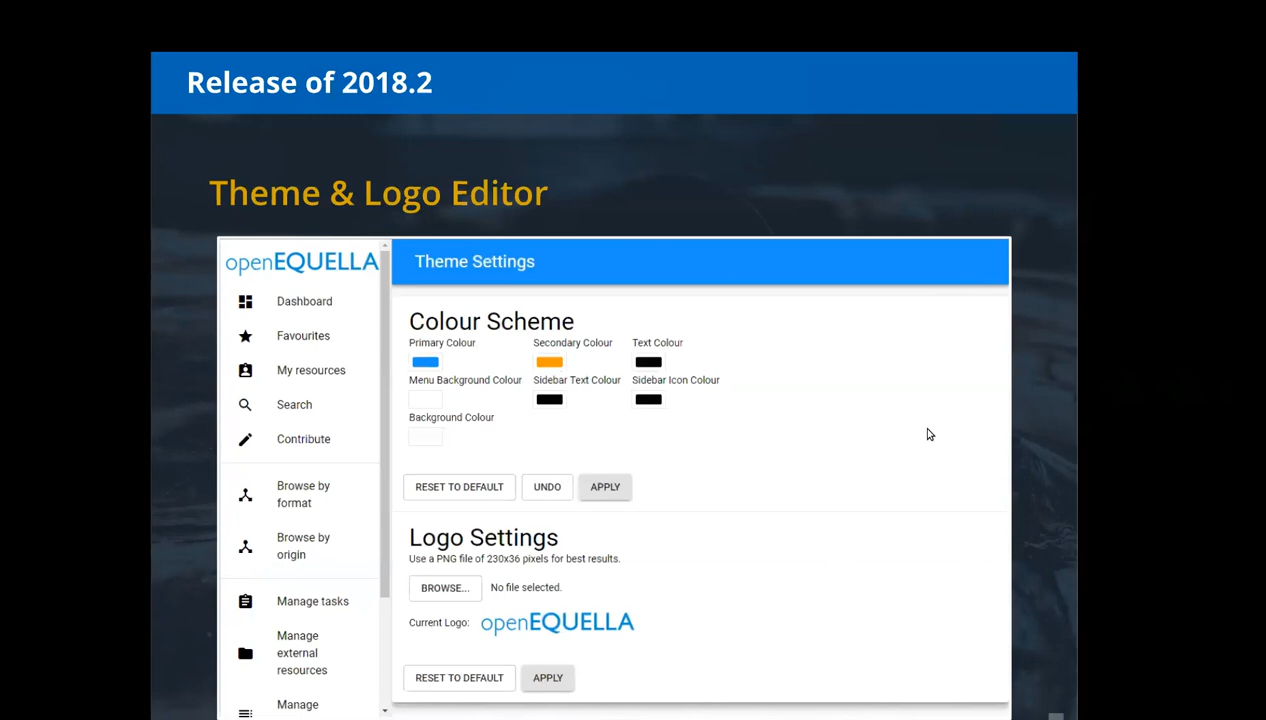 Release of 2018.2
Theme & Logo Editor
openEQUELLA
Dashboard
Favourites
My resources
Search
Contribute
Browse by
format
Browse by
origin
Manage tasks
Manage
external
resources
Manage
Theme Settings
Colour Scheme
Primary Colour
Secondary Colour
Text Colour
Menu Background Colour
Sidebar Text Colour
Sidebar Icon Colour
Background Colour
RESET TO DEFAULT
UNDO
APPLY
Logo Settings
Use a PNG file of 230x36 pixels for best results.
BROWSE...
No file selected.
Current Logo:
openEQUELLA
RESET TO DEFAULT
APPLY